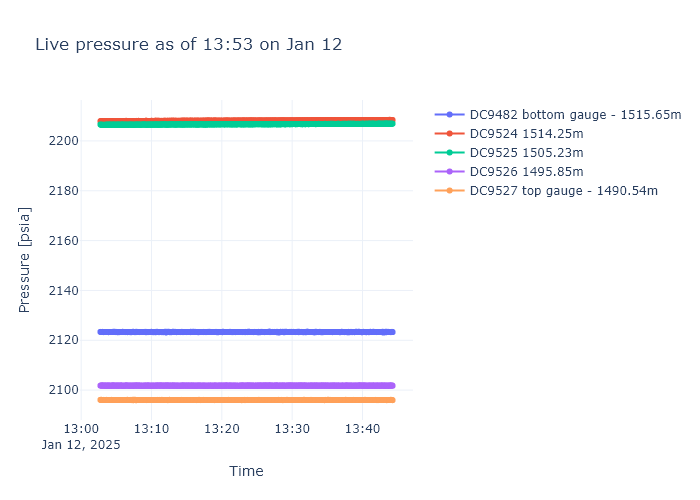 Live pressure as of 13:53 on Jan 12
DC9482 bottom gauge - 1515.65m
DC9524 1514.25m
DC9525 1505.23m
DC9526 1495.85m
DC9527 top gauge - 1490.54m
Pressure [psia]
2200
2180
2160
2140
2120
2100
13:00
13:10
13:20
13:30
13:40
Jan 12, 2025
Time